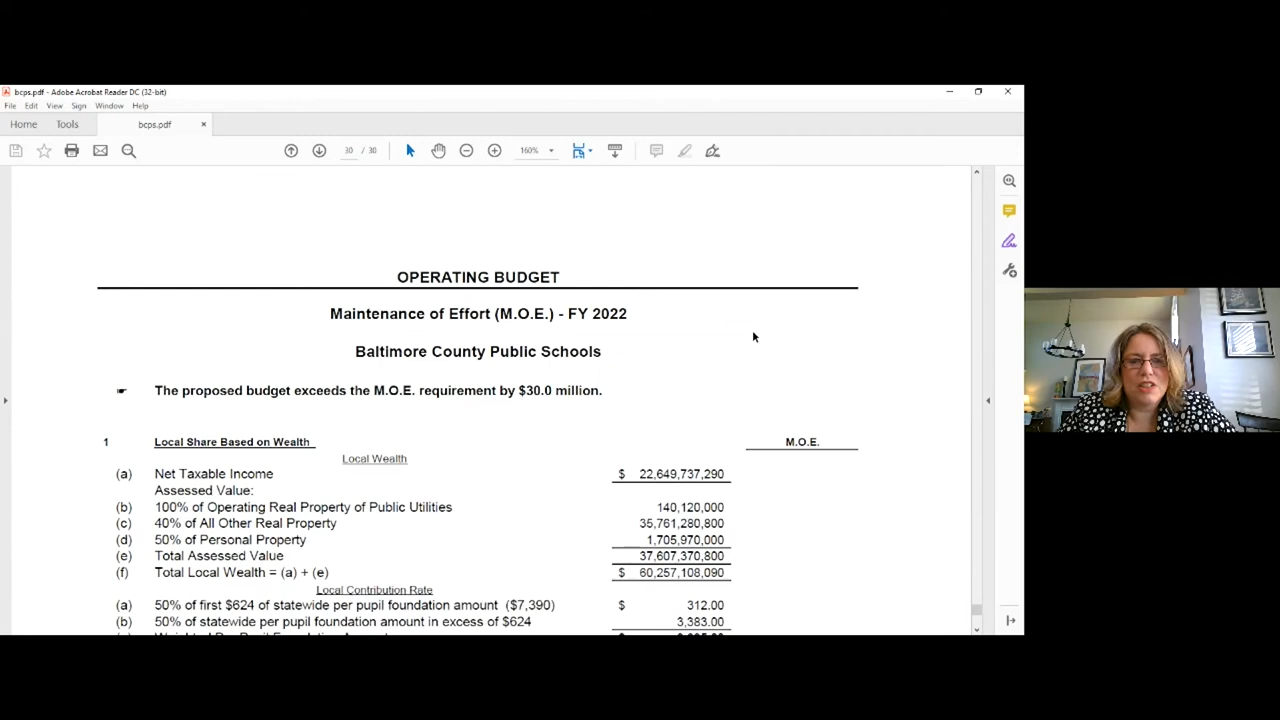 bcps.pdf - Adobe Acrobat Reader DC (32-bit)
File Edit View Sign Window Help
Home Tools bcps.pdf ×
30 / 30 160%
OPERATING BUDGET
Maintenance of Effort (M.O.E.) - FY 2022
Baltimore County Public Schools
The proposed budget exceeds the M.O.E. requirement by $30.0 million.
1 Local Share Based on Wealth M.O.E.
Local Wealth
(a) Net Taxable Income $ 22,649,737,290
Assessed Value:
(b) 100% of Operating Real Property of Public Utilities 140,120,000
(c) 40% of All Other Real Property 35,761,280,800
(d) 50% of Personal Property 1,705,970,000
(e) Total Assessed Value 37,607,370,800
(f) Total Local Wealth = (a) + (e) $ 60,257,108,090
Local Contribution Rate
(a) 50% of first $624 of statewide per pupil foundation amount ($7,390) $ 312.00
(b) 50% of statewide per pupil foundation amount in excess of $624 3,383.00